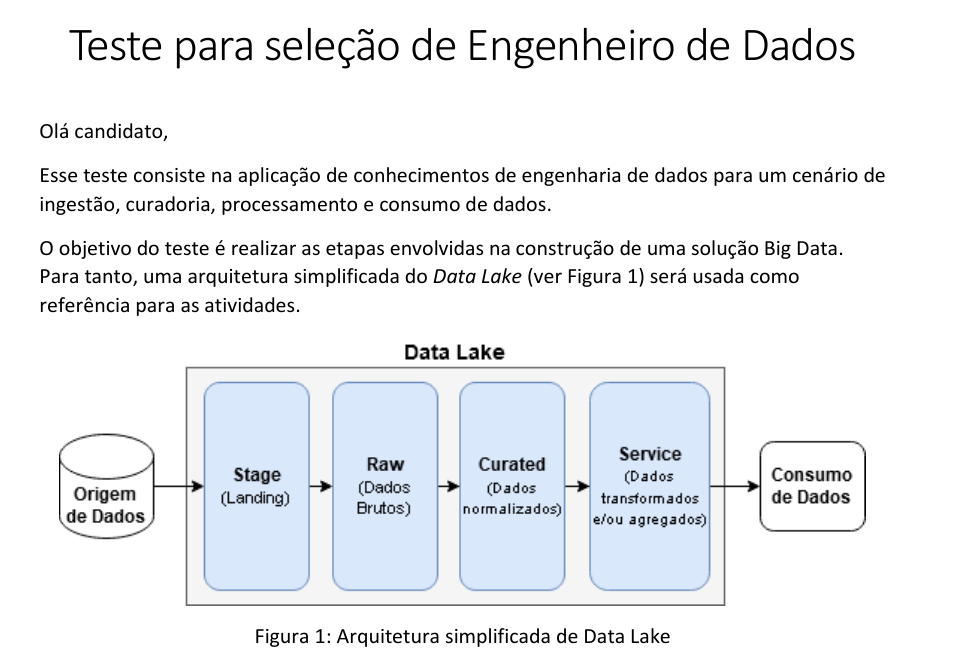 Teste para seleção de Engenheiro de Dados
Olá candidato,
Esse teste consiste na aplicação de conhecimentos de engenharia de dados para um cenário de
ingestão, curadoria, processamento e consumo de dados.
O objetivo do teste é realizar as etapas envolvidas na construção de uma solução Big Data.
Para tanto, uma arquitetura simplificada do Data Lake (ver Figura 1) será usada como
referência para as atividades.
Data Lake
Origem
de Dados
Stage
(Landing)
Raw
(Dados
Brutos)
Curated
(Dados
normalizados)
Service
(Dados
transformados
e/ou agregados)
Consumo
de Dados
Figura 1: Arquitetura simplificada de Data Lake